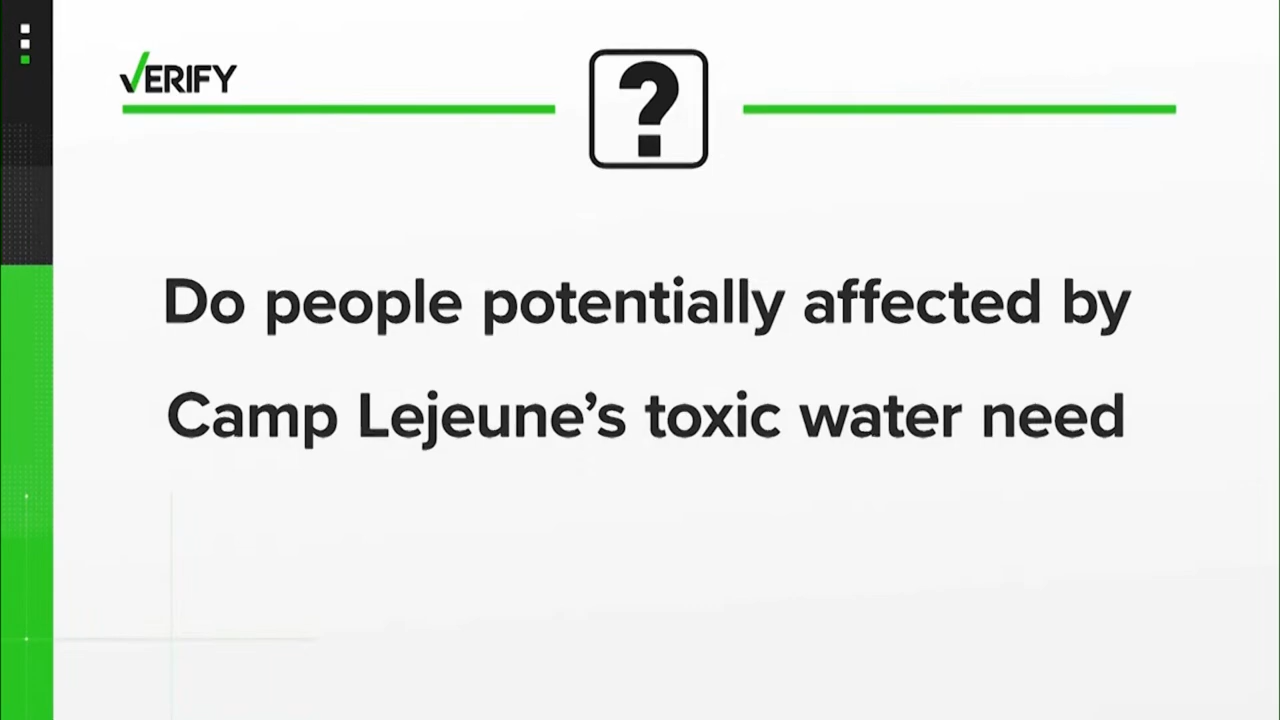 VERIFY
?
Do people potentially affected by
Camp Lejeune’s toxic water need